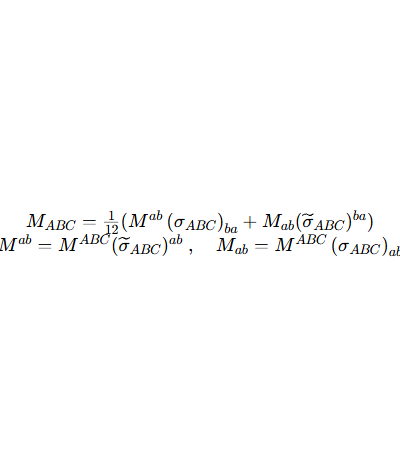 $M_{ABC} = \frac{1}{12}(M^{ab}\,(\sigma_{ABC})_{ba} + M_{ab}(\widetilde{\sigma}_{ABC})^{ba})$
$M^{ab} = M^{ABC}(\widetilde{\sigma}_{ABC})^{ab}\,,\quad M_{ab} = M^{ABC}\,(\sigma_{ABC})_{ab}$